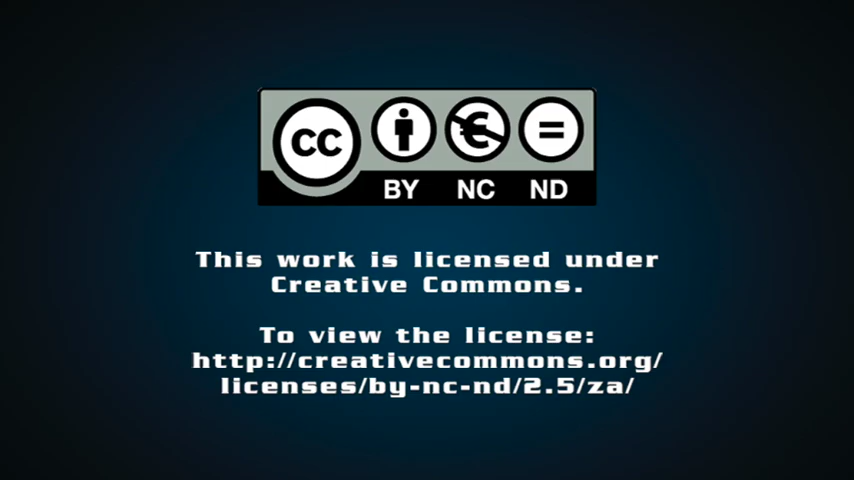 CC
BY NC ND
This work is licensed under
Creative Commons.
To view the license:
http://creativecommons.org/
licenses/by-nc-nd/2.5/za/